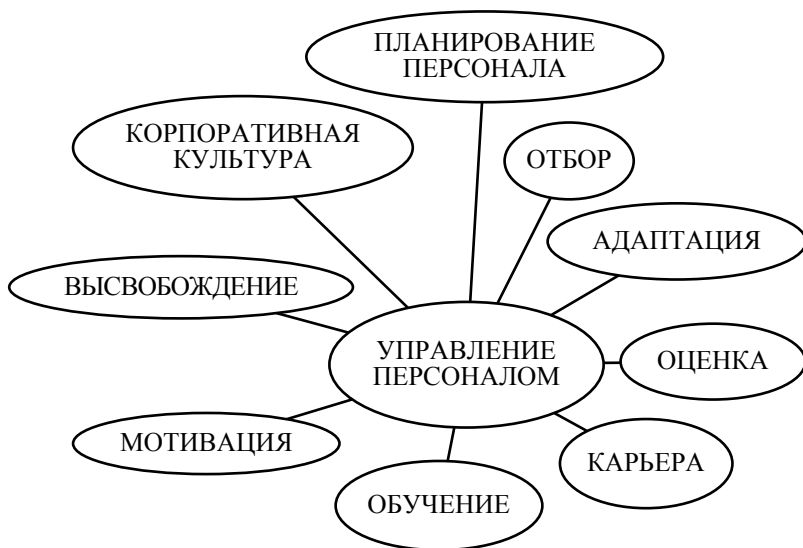 ПЛАНИРОВАНИЕ
ПЕРСОНАЛА
КОРПОРАТИВНАЯ
КУЛЬТУРА
ОТБОР
АДАПТАЦИЯ
ВЫСВОБОЖДЕНИЕ
УПРАВЛЕНИЕ
ПЕРСОНАЛОМ
ОЦЕНКА
МОТИВАЦИЯ
КАРЬЕРА
ОБУЧЕНИЕ